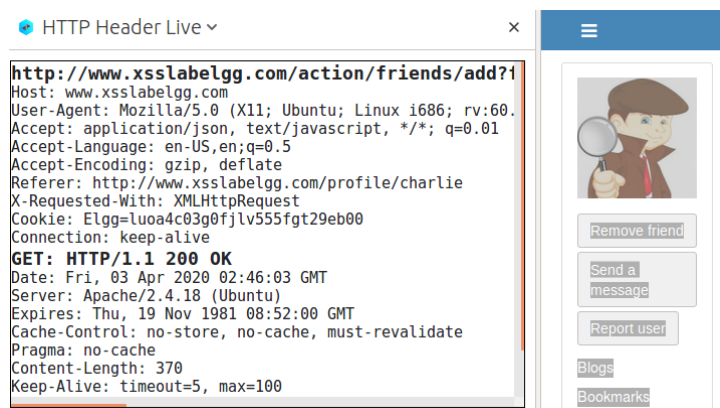 HTTP Header Live
http://www.xsslabelgg.com/action/friends/add?f
Host: www.xsslabelgg.com
User-Agent: Mozilla/5.0 (X11; Ubuntu; Linux i686; rv:60.
Accept: application/json, text/javascript, */*; q=0.01
Accept-Language: en-US,en;q=0.5
Accept-Encoding: gzip, deflate
Referer: http://www.xsslabelgg.com/profile/charlie
X-Requested-With: XMLHttpRequest
Cookie: Elgg=luoa4c03g0fjlv555fgt29eb00
Connection: keep-alive
GET: HTTP/1.1 200 OK
Date: Fri, 03 Apr 2020 02:46:03 GMT
Server: Apache/2.4.18 (Ubuntu)
Expires: Thu, 19 Nov 1981 08:52:00 GMT
Cache-Control: no-store, no-cache, must-revalidate
Pragma: no-cache
Content-Length: 370
Keep-Alive: timeout=5, max=100
Remove friend
Send a
message
Report user
Blogs
Bookmarks